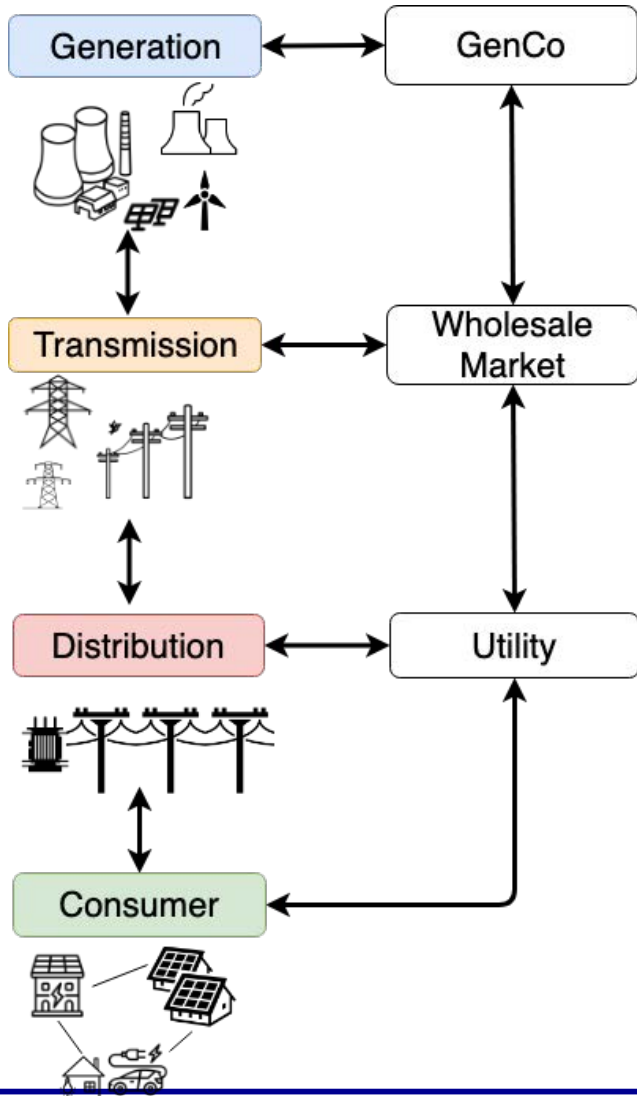 Generation
GenCo
Transmission
Wholesale
Market
Distribution
Utility
Consumer